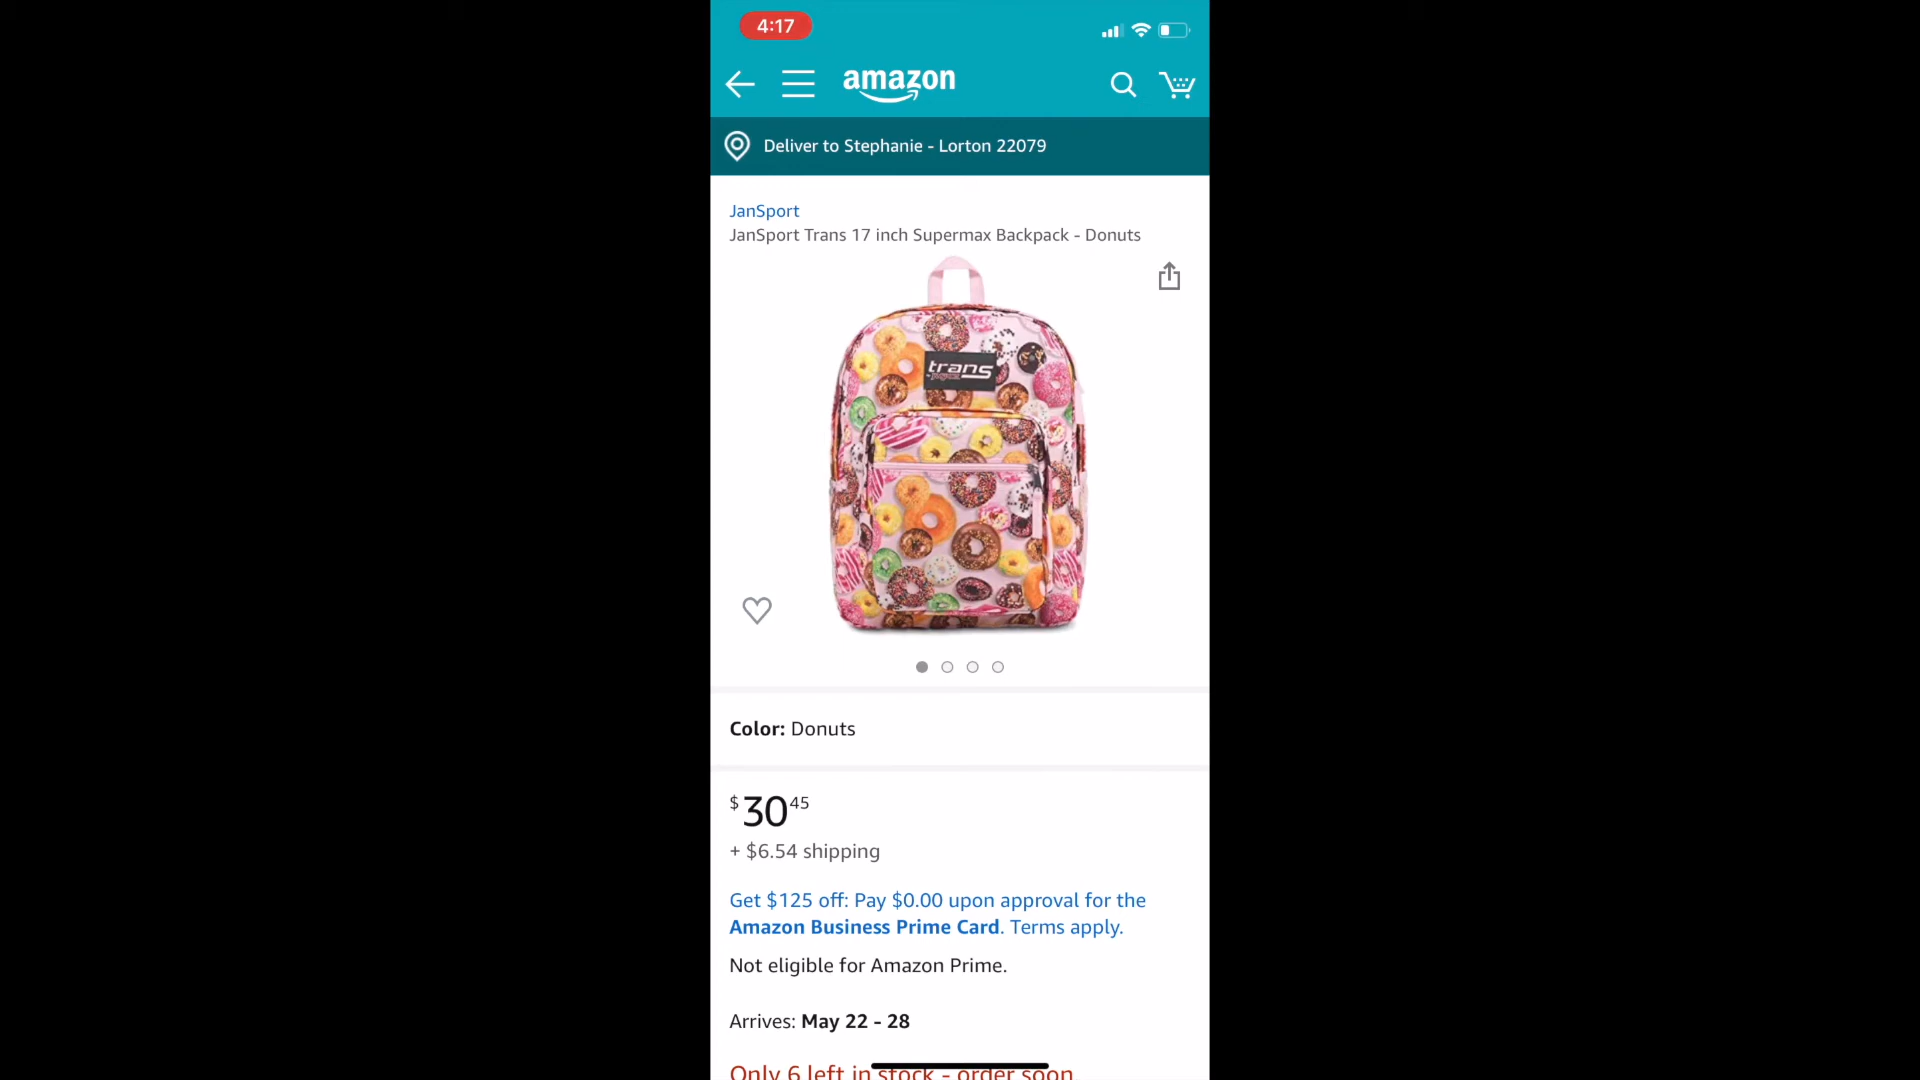 4:17
amazon
Deliver to Stephanie - Lorton 22079
JanSport
JanSport Trans 17 inch Supermax Backpack - Donuts
trans
Color: Donuts
$30 45
+ $6.54 shipping
Get $125 off: Pay $0.00 upon approval for the
Amazon Business Prime Card. Terms apply.
Not eligible for Amazon Prime.
Arrives: May 22 - 28
Only 6 left in stock - order soon